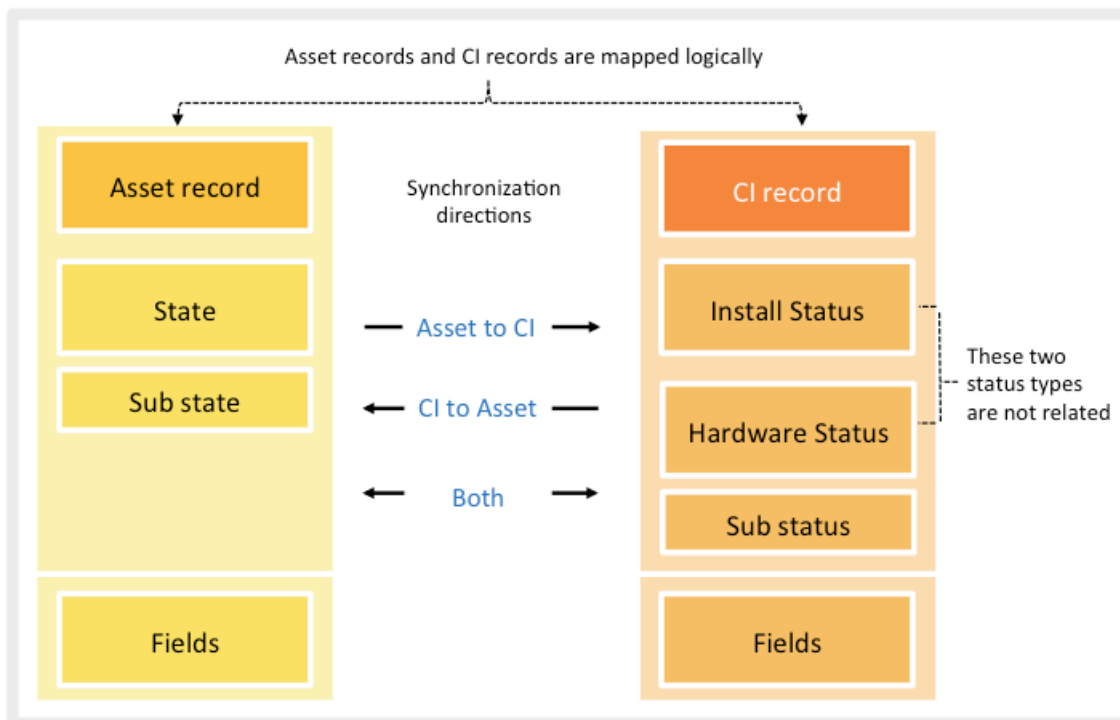 Asset records and CI records are mapped logically
Asset record
Synchronization
directions
CI record
State
Install Status
Asset to CI
These two
status types
are not related
Sub state
CI to Asset
Hardware Status
Both
Sub status
Fields
Fields